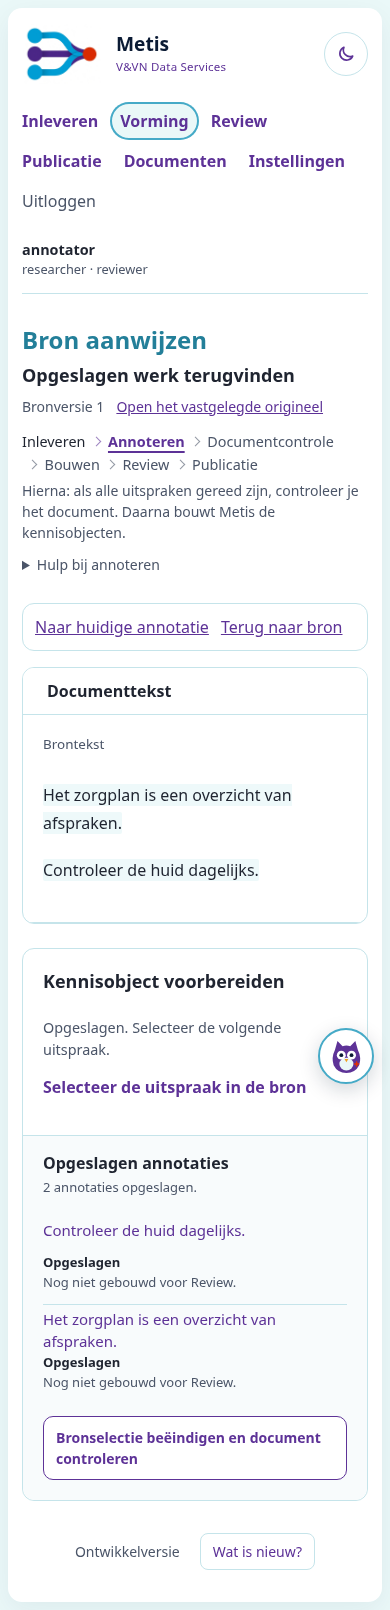 Metis
V&VN Data Services
Inleveren Vorming Review
Publicatie Documenten Instellingen
Uitloggen
annotator
researcher · reviewer
Bron aanwijzen
Opgeslagen werk terugvinden
Bronversie 1 Open het vastgelegde origineel
Inleveren > Annoteren > Documentcontrole
> Bouwen > Review > Publicatie
Hierna: als alle uitspraken gereed zijn, controleer je
het document. Daarna bouwt Metis de
kennisobjecten.
Hulp bij annoteren
Naar huidige annotatie Terug naar bron
Documenttekst
Brontekst
Het zorgplan is een overzicht van
afspraken.
Controleer de huid dagelijks.
Kennisobject voorbereiden
Opgeslagen. Selecteer de volgende
uitspraak.
Selecteer de uitspraak in de bron
Opgeslagen annotaties
2 annotaties opgeslagen.
Controleer de huid dagelijks.
Opgeslagen
Nog niet gebouwd voor Review.
Het zorgplan is een overzicht van
afspraken.
Opgeslagen
Nog niet gebouwd voor Review.
Bronselectie beëindigen en document
controleren
Ontwikkelversie Wat is nieuw?